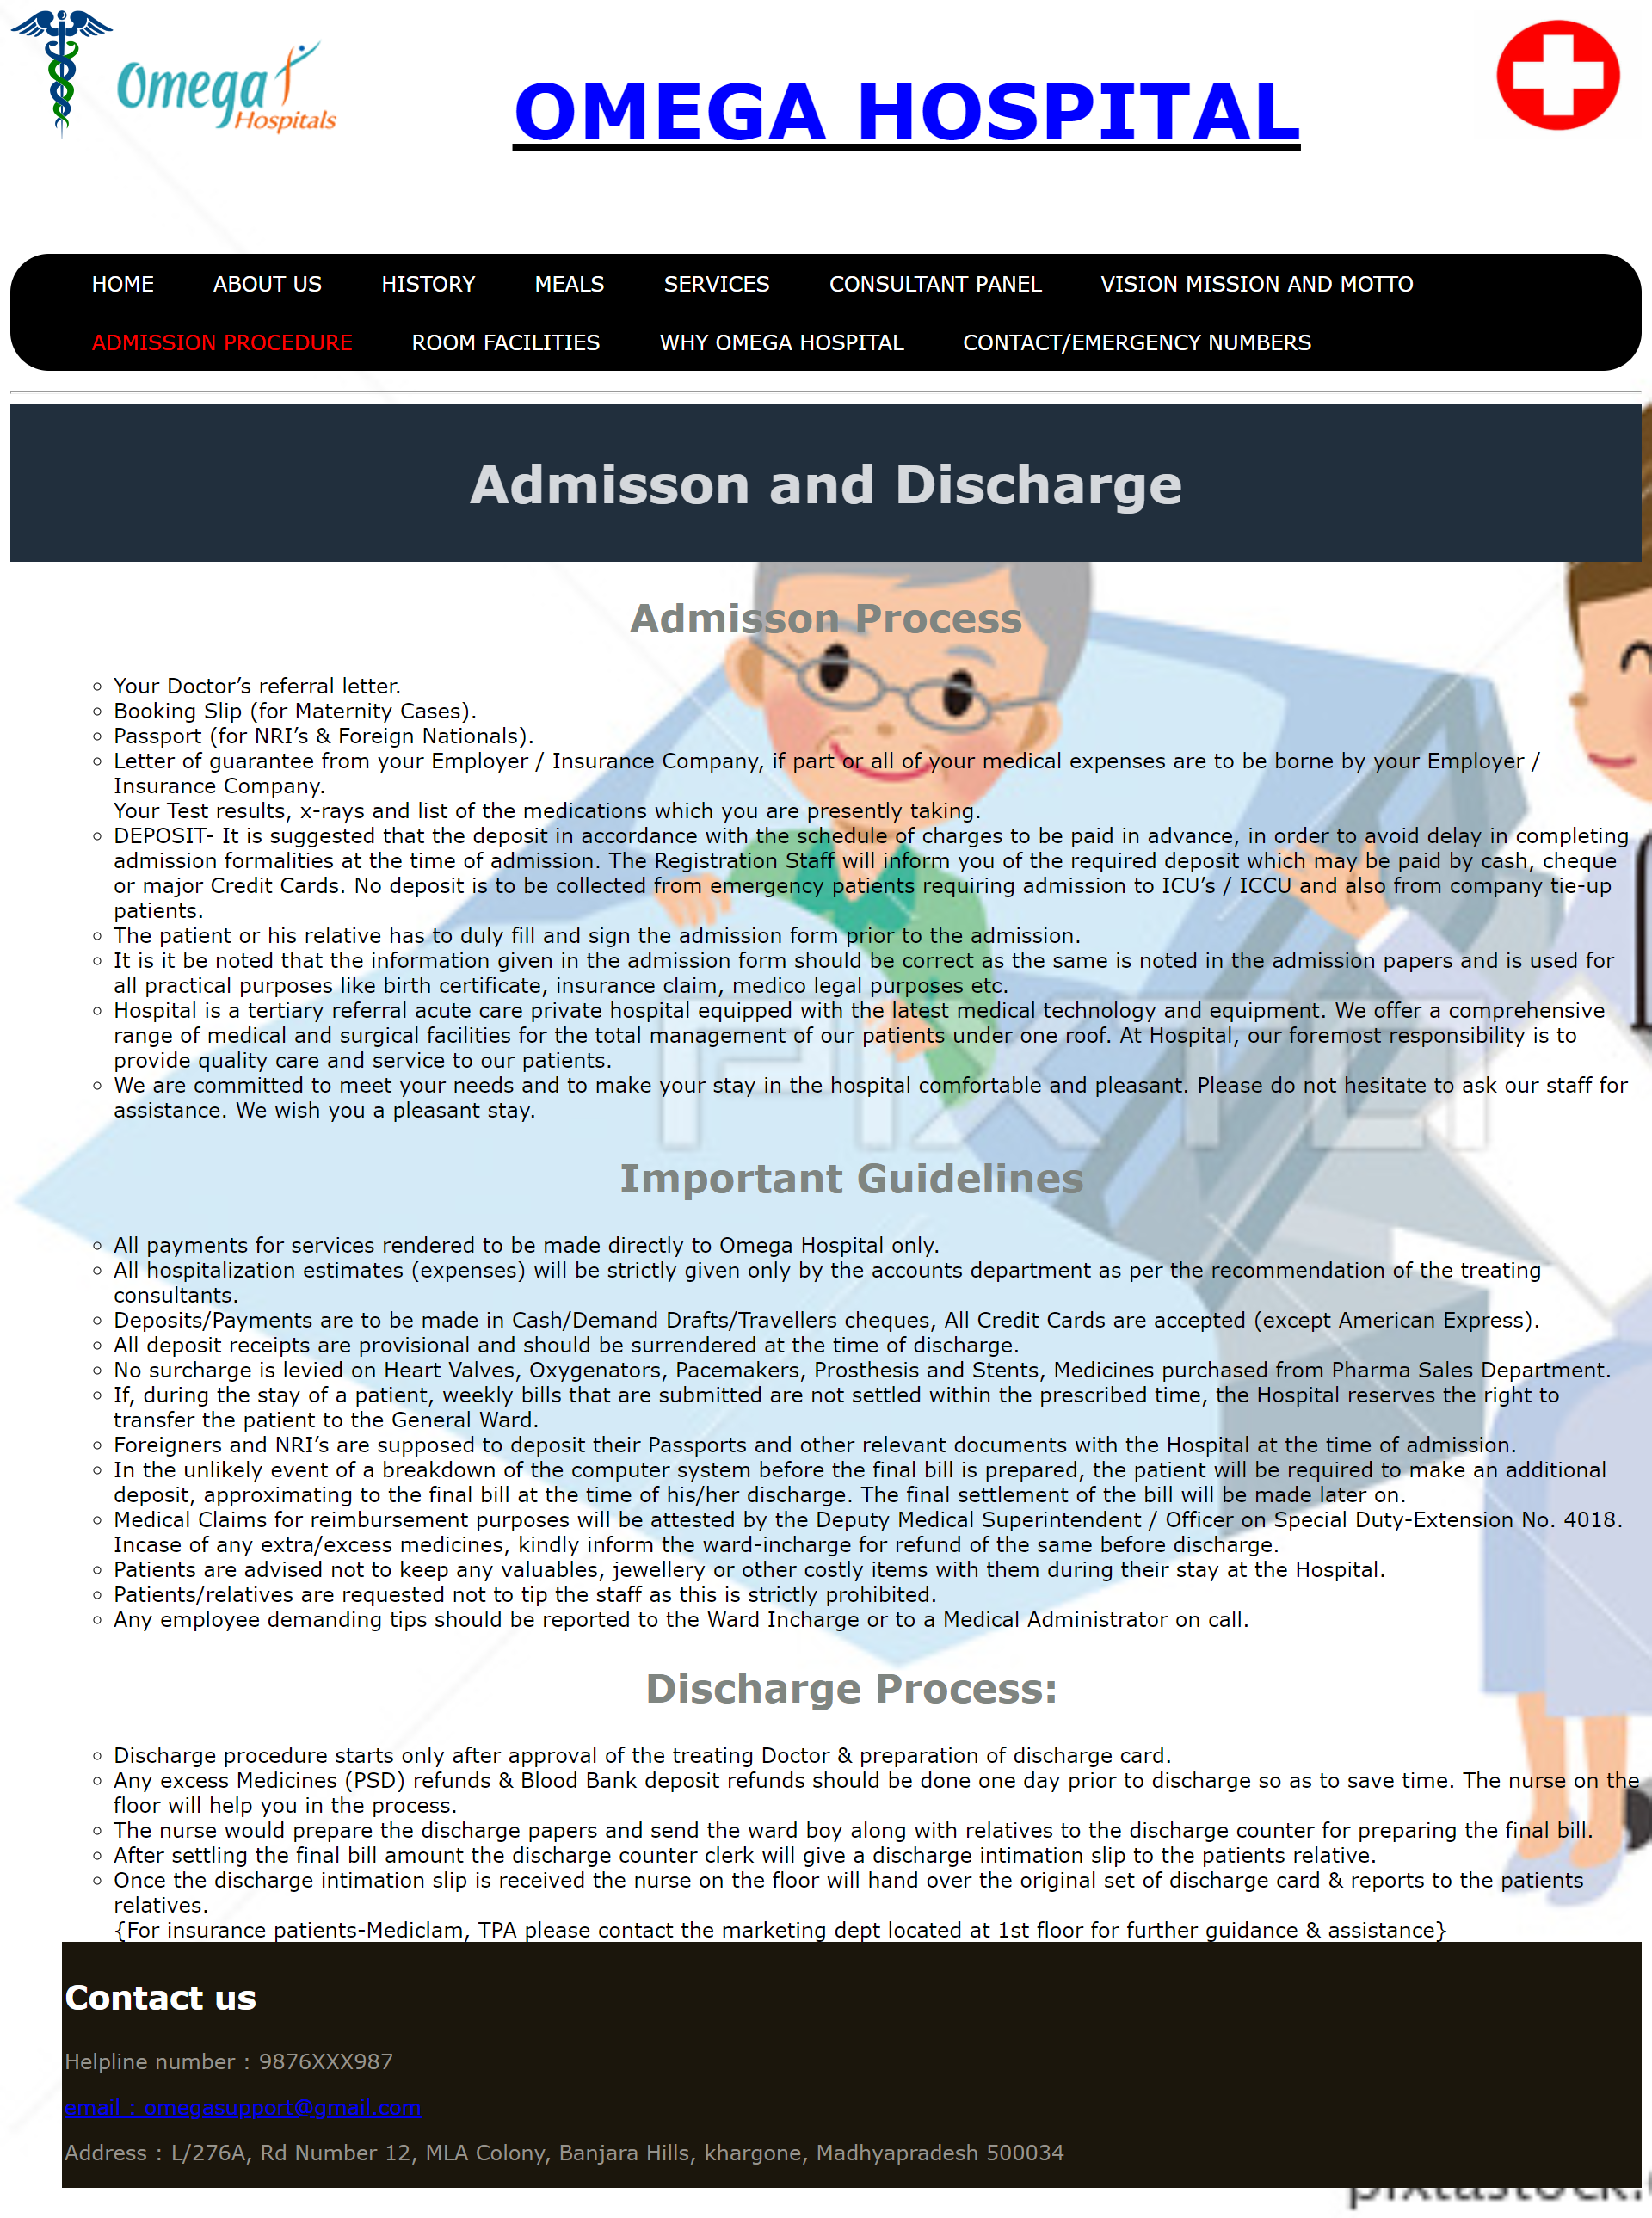 Omega
Hospitals
OMEGA HOSPITAL
HOME ABOUT US HISTORY MEALS SERVICES CONSULTANT PANEL VISION MISSION AND MOTTO
ADMISSION PROCEDURE ROOM FACILITIES WHY OMEGA HOSPITAL CONTACT/EMERGENCY NUMBERS
Admisson and Discharge
Admisson Process
Your Doctor’s referral letter.
Booking Slip (for Maternity Cases).
Passport (for NRI’s & Foreign Nationals).
Letter of guarantee from your Employer / Insurance Company, if part or all of your medical expenses are to be borne by your Employer /
Insurance Company.
Your Test results, x-rays and list of the medications which you are presently taking.
DEPOSIT- It is suggested that the deposit in accordance with the schedule of charges to be paid in advance, in order to avoid delay in completing
admission formalities at the time of admission. The Registration Staff will inform you of the required deposit which may be paid by cash, cheque
or major Credit Cards. No deposit is to be collected from emergency patients requiring admission to ICU’s / ICCU and also from company tie-up
patients.
The patient or his relative has to duly fill and sign the admission form prior to the admission.
It is it be noted that the information given in the admission form should be correct as the same is noted in the admission papers and is used for
all practical purposes like birth certificate, insurance claim, medico legal purposes etc.
Hospital is a tertiary referral acute care private hospital equipped with the latest medical technology and equipment. We offer a comprehensive
range of medical and surgical facilities for the total management of our patients under one roof. At Hospital, our foremost responsibility is to
provide quality care and service to our patients.
We are committed to meet your needs and to make your stay in the hospital comfortable and pleasant. Please do not hesitate to ask our staff for
assistance. We wish you a pleasant stay.
Important Guidelines
All payments for services rendered to be made directly to Omega Hospital only.
All hospitalization estimates (expenses) will be strictly given only by the accounts department as per the recommendation of the treating
consultants.
Deposits/Payments are to be made in Cash/Demand Drafts/Travellers cheques, All Credit Cards are accepted (except American Express).
All deposit receipts are provisional and should be surrendered at the time of discharge.
No surcharge is levied on Heart Valves, Oxygenators, Pacemakers, Prosthesis and Stents, Medicines purchased from Pharma Sales Department.
If, during the stay of a patient, weekly bills that are submitted are not settled within the prescribed time, the Hospital reserves the right to
transfer the patient to the General Ward.
Foreigners and NRI’s are supposed to deposit their Passports and other relevant documents with the Hospital at the time of admission.
In the unlikely event of a breakdown of the computer system before the final bill is prepared, the patient will be required to make an additional
deposit, approximating to the final bill at the time of his/her discharge. The final settlement of the bill will be made later on.
Medical Claims for reimbursement purposes will be attested by the Deputy Medical Superintendent / Officer on Special Duty-Extension No. 4018.
Incase of any extra/excess medicines, kindly inform the ward-incharge for refund of the same before discharge.
Patients are advised not to keep any valuables, jewellery or other costly items with them during their stay at the Hospital.
Patients/relatives are requested not to tip the staff as this is strictly prohibited.
Any employee demanding tips should be reported to the Ward Incharge or to a Medical Administrator on call.
Discharge Process:
Discharge procedure starts only after approval of the treating Doctor & preparation of discharge card.
Any excess Medicines (PSD) refunds & Blood Bank deposit refunds should be done one day prior to discharge so as to save time. The nurse on the
floor will help you in the process.
The nurse would prepare the discharge papers and send the ward boy along with relatives to the discharge counter for preparing the final bill.
After settling the final bill amount the discharge counter clerk will give a discharge intimation slip to the patients relative.
Once the discharge intimation slip is received the nurse on the floor will hand over the original set of discharge card & reports to the patients
relatives.
{For insurance patients-Mediclam, TPA please contact the marketing dept located at 1st floor for further guidance & assistance}
Contact us
Helpline number : 9876XXX987
email : omegasupport@gmail.com
Address : L/276A, Rd Number 12, MLA Colony, Banjara Hills, khargone, Madhyapradesh 500034